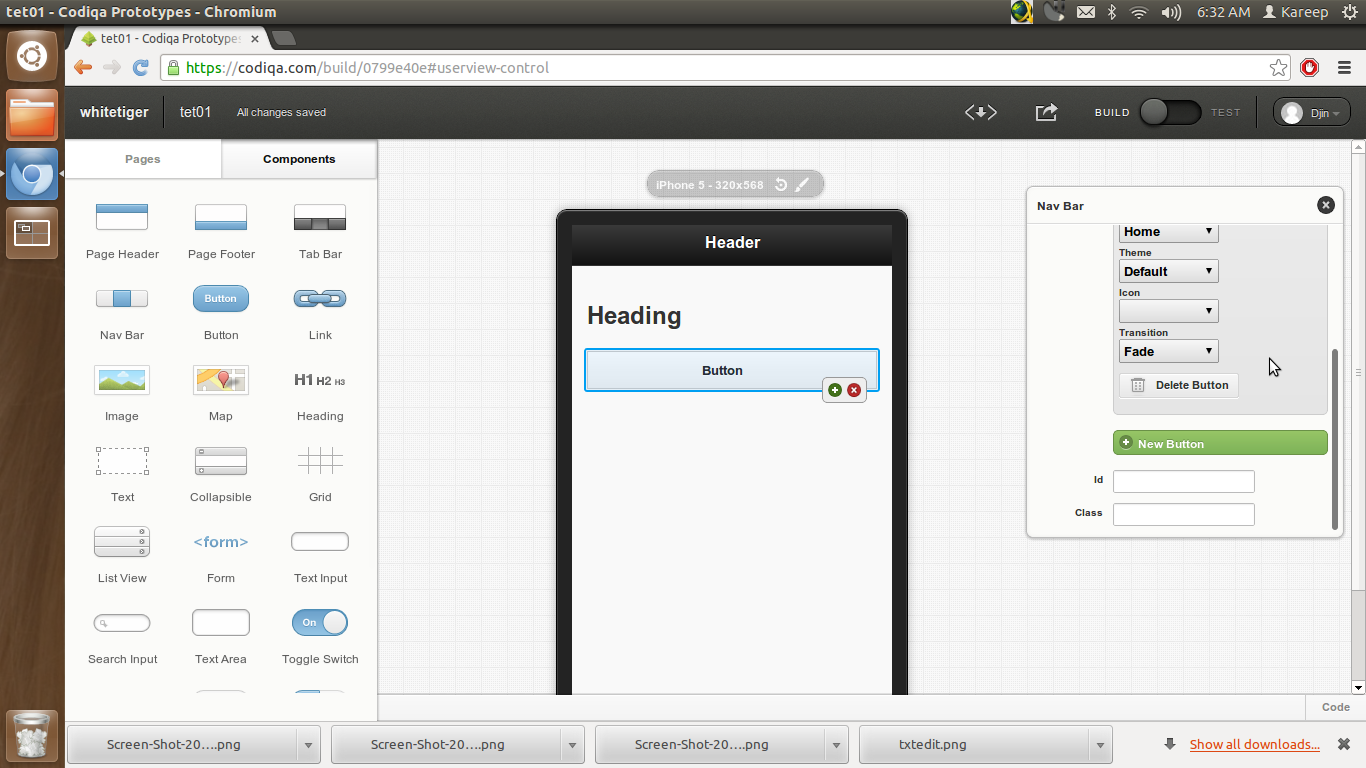 tet01 - Codiqa Prototypes - Chromium
6:32 AM
Kareep
tet01 - Codiqa Prototypes
https://codiqa.com/build/0799e40e#userview-control
whitetiger
tet01
All changes saved
BUILD
TEST
Djin
Pages
Components
Page Header
Page Footer
Tab Bar
Nav Bar
Button
Button
Link
Image
Map
H1 H2 H3
Heading
Text
Collapsible
Grid
List View
<form>
Form
Text Input
Search Input
Text Area
On
Toggle Switch
iPhone 5 - 320x568
Header
Heading
Button
Nav Bar
Home
Theme
Default
Icon
Transition
Fade
Delete Button
New Button
Id
Class
Code
Screen-Shot-20....png
Screen-Shot-20....png
Screen-Shot-20....png
txtedit.png
Show all downloads...